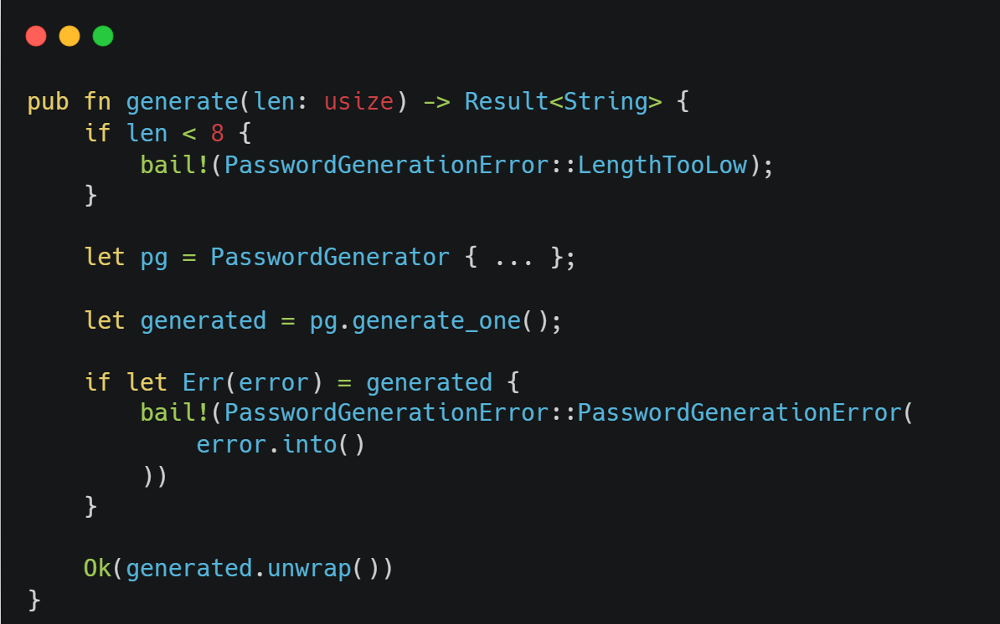 pub fn generate(len: usize) -> Result<String> {
    if len < 8 {
        bail!(PasswordGenerationError::LengthTooLow);
    }

    let pg = PasswordGenerator { ... };

    let generated = pg.generate_one();

    if let Err(error) = generated {
        bail!(PasswordGenerationError::PasswordGenerationError(
            error.into()
        ))
    }

    Ok(generated.unwrap())
}